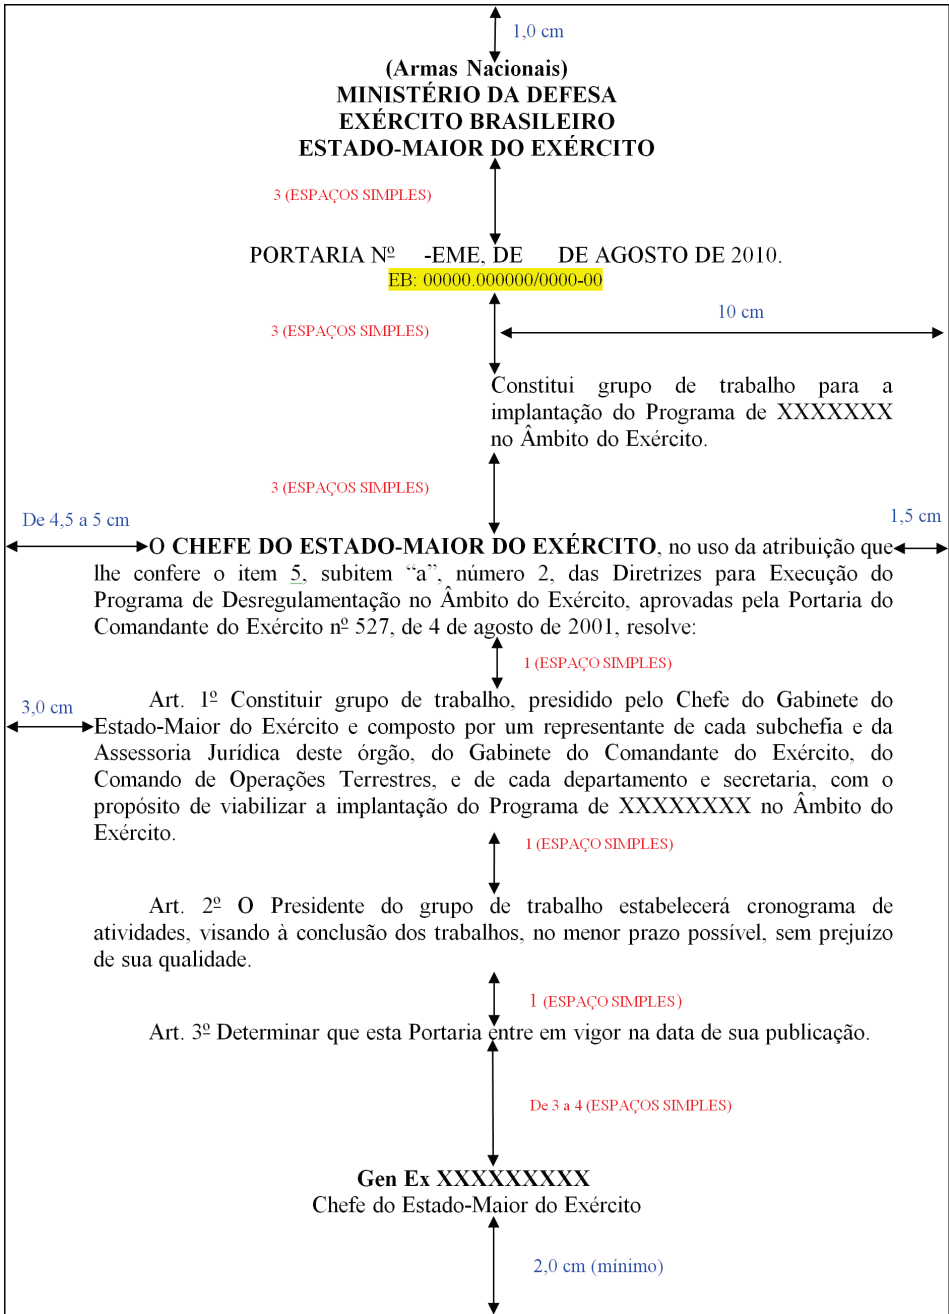 1,0 cm
(Armas Nacionais)
MINISTÉRIO DA DEFESA
EXÉRCITO BRASILEIRO
ESTADO-MAIOR DO EXÉRCITO
3 (ESPAÇOS SIMPLES)
PORTARIA Nº -EME, DE DE AGOSTO DE 2010.
EB: 00000.000000/0000-00
3 (ESPAÇOS SIMPLES)
10 cm
Constitui grupo de trabalho para a
implantação do Programa de XXXXXXX
no Âmbito do Exército.
3 (ESPAÇOS SIMPLES)
De 4,5 a 5 cm
1,5 cm
O CHEFE DO ESTADO-MAIOR DO EXÉRCITO, no uso da atribuição que
lhe confere o item 5, subitem “a”, número 2, das Diretrizes para Execução do
Programa de Desregulamentação no Âmbito do Exército, aprovadas pela Portaria do
Comandante do Exército nº 527, de 4 de agosto de 2001, resolve:
1 (ESPAÇO SIMPLES)
3,0 cm
Art. 1º Constituir grupo de trabalho, presidido pelo Chefe do Gabinete do
Estado-Maior do Exército e composto por um representante de cada subchefia e da
Assessoria Jurídica deste órgão, do Gabinete do Comandante do Exército, do
Comando de Operações Terrestres, e de cada departamento e secretaria, com o
propósito de viabilizar a implantação do Programa de XXXXXXXX no Âmbito do
Exército.
1 (ESPAÇO SIMPLES)
Art. 2º O Presidente do grupo de trabalho estabelecerá cronograma de
atividades, visando à conclusão dos trabalhos, no menor prazo possível, sem prejuízo
de sua qualidade.
1 (ESPAÇO SIMPLES)
Art. 3º Determinar que esta Portaria entre em vigor na data de sua publicação.
De 3 a 4 (ESPAÇOS SIMPLES)
Gen Ex XXXXXXXXX
Chefe do Estado-Maior do Exército
2,0 cm (mínimo)